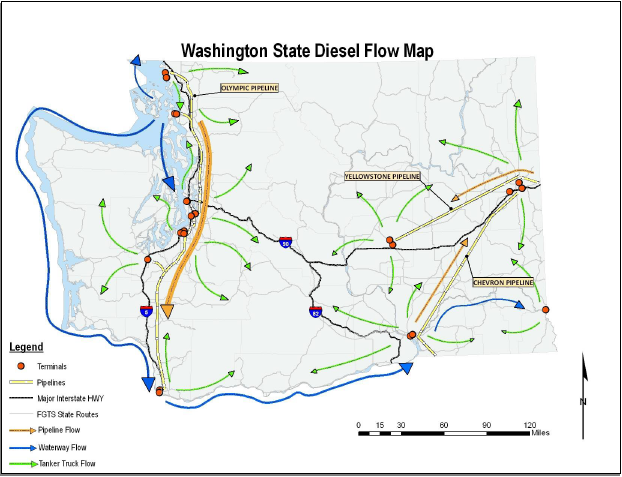 Washington State Diesel Flow Map
OLYMPIC PIPELINE
YELLOWSTONE PIPELINE
90
CHEVRON PIPELINE
82
Legend
Terminals
Pipelines
Major Interstate HWY
FGTS State Routes
Pipeline Flow
Waterway Flow
Tanker Truck Flow
0 15 30 60 90 120
Miles
N